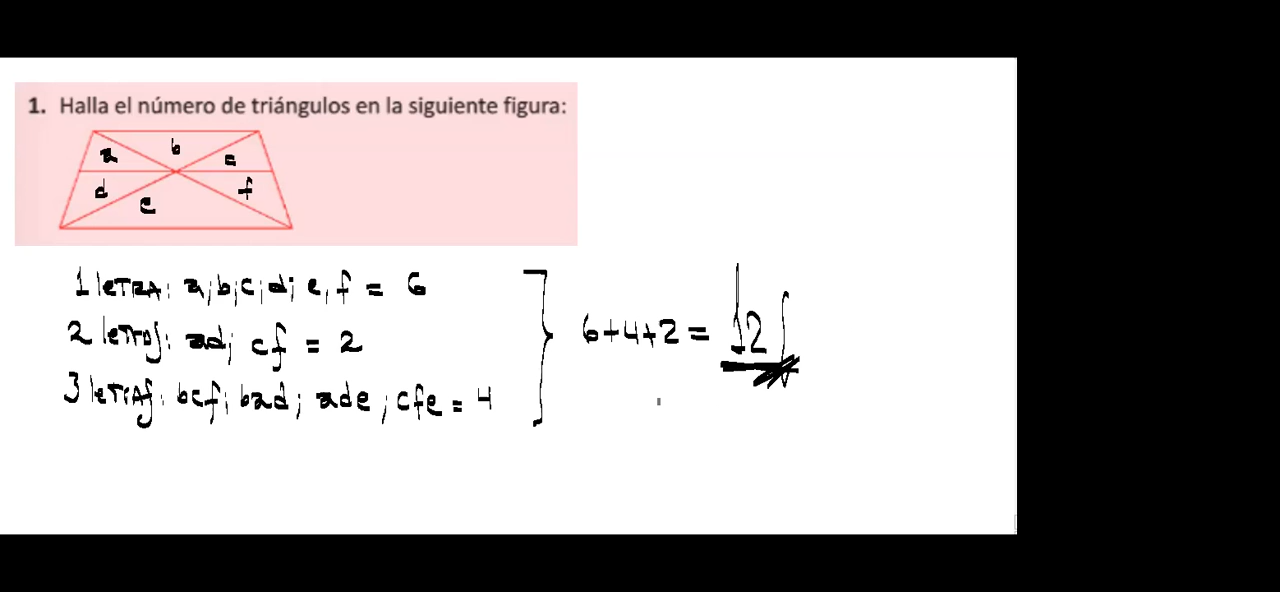 1. Halla el número de triángulos en la siguiente figura:
a b c
d e f
1 letra: a; b; c; d; e, f = 6
2 letras: ad; cf = 2
3 letras: bcf; bad; ade; cfe = 4
6+4+2 = 12